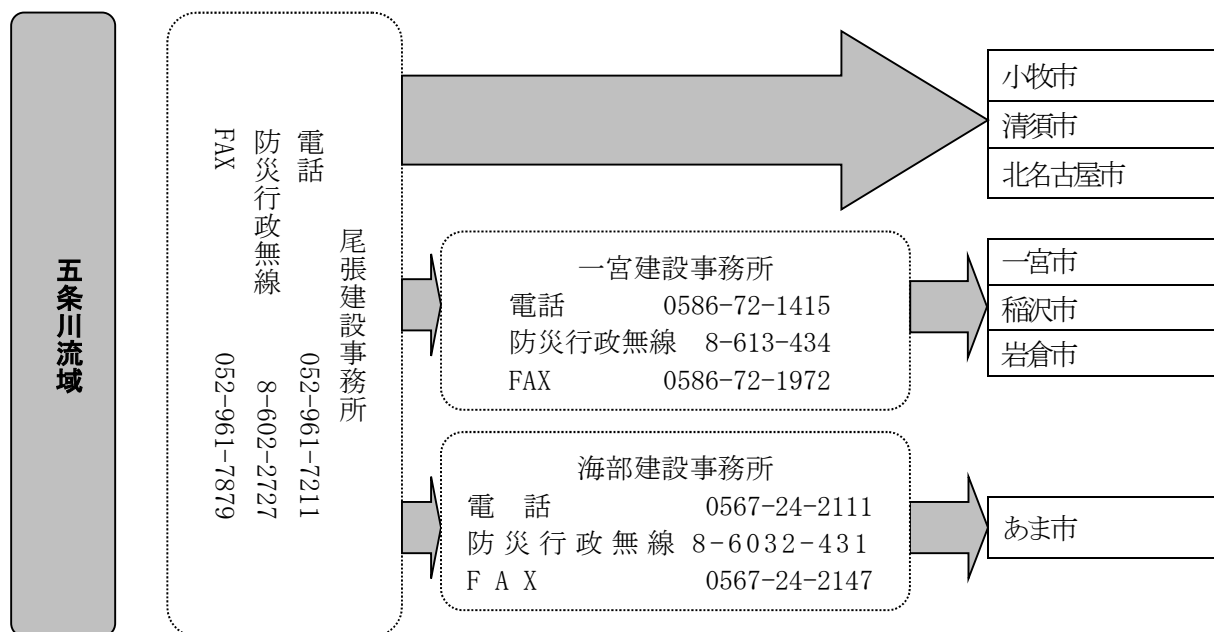 五条川流域
尾張建設事務所
電話 052-961-7211
防災行政無線 8-602-2727
FAX 052-961-7879
小牧市
清須市
北名古屋市
一宮建設事務所
電話 0586-72-1415
防災行政無線 8-613-434
FAX 0586-72-1972
一宮市
稲沢市
岩倉市
海部建設事務所
電 話 0567-24-2111
防災行政無線 8-6032-431
F A X 0567-24-2147
あま市